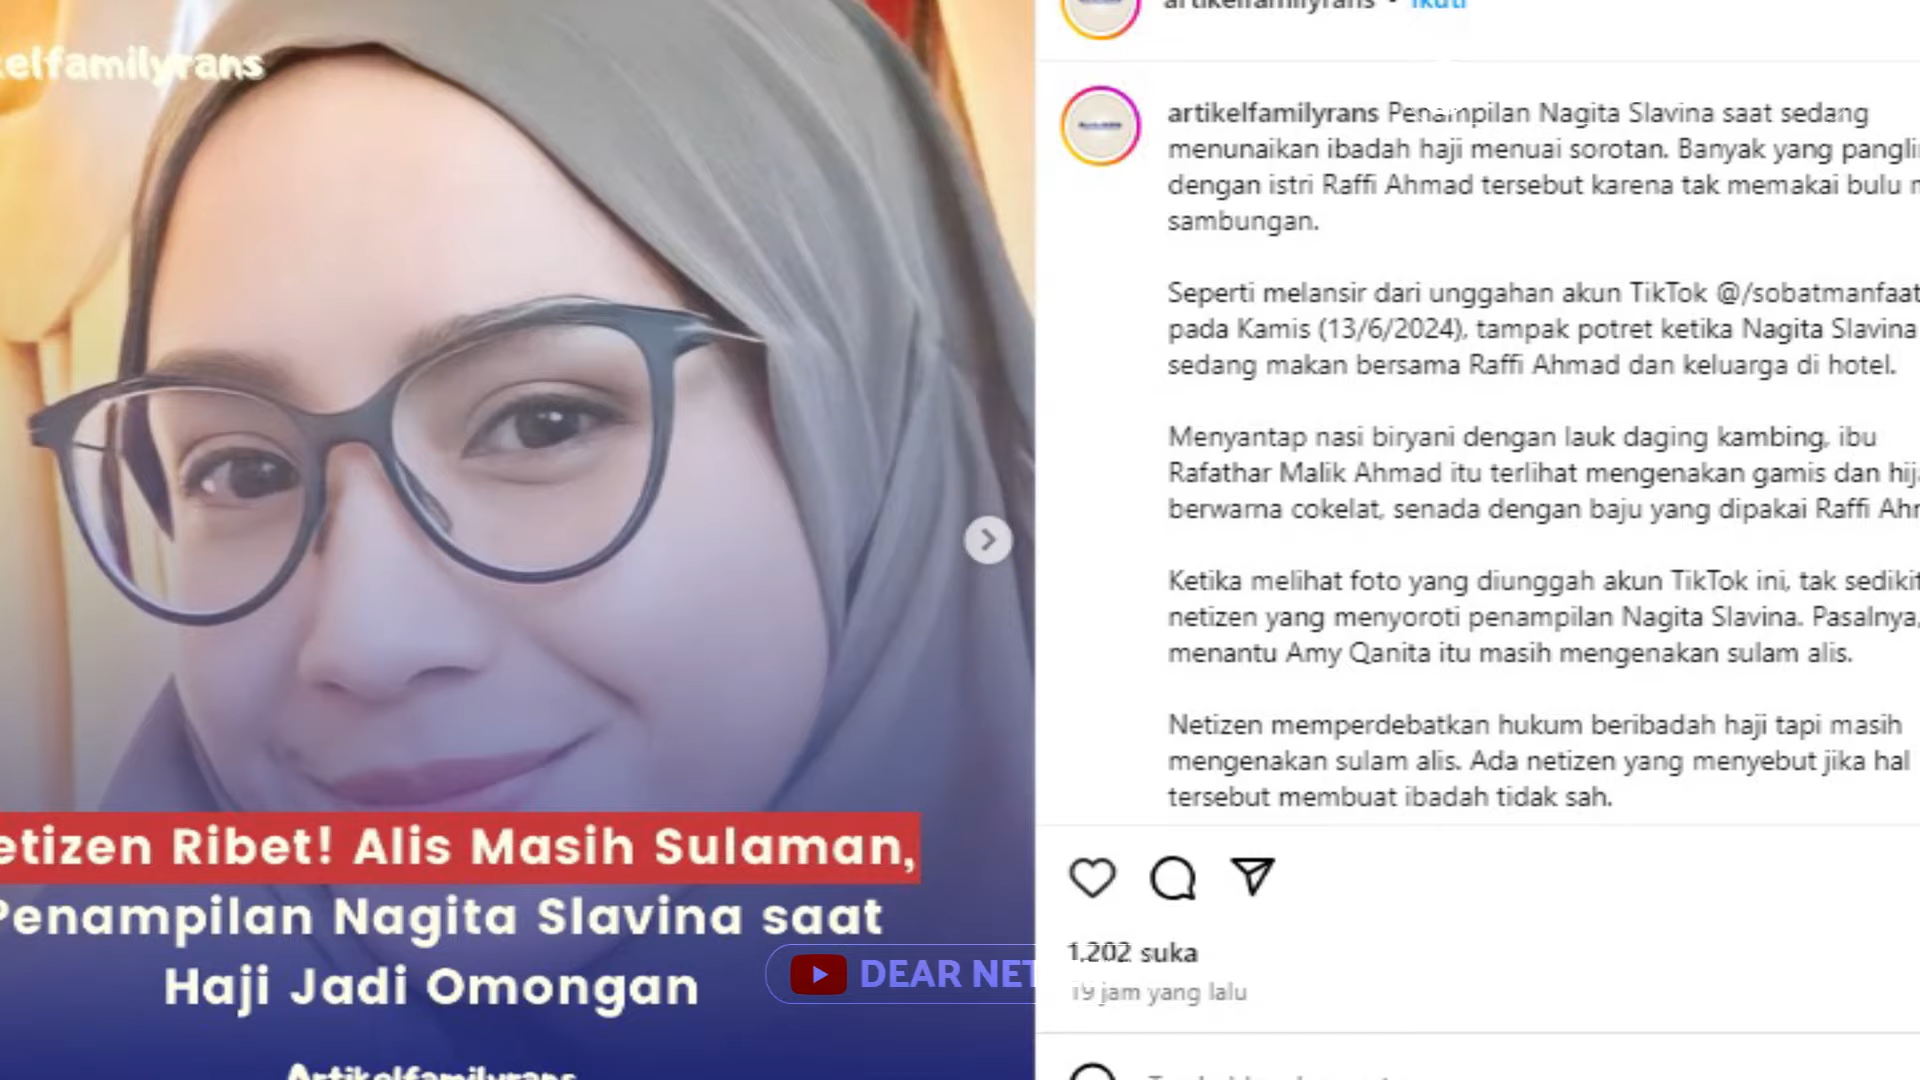 elfamilyrans
etizen Ribet! Alis Masih Sulaman,
Penampilan Nagita Slavina saat
Haji Jadi Omongan
Artikelfamilyrans
DEAR NET
artikelfamilyrans • Ikuti
artikelfamilyrans Penampilan Nagita Slavina saat sedang
menunaikan ibadah haji menuai sorotan. Banyak yang pangli
dengan istri Raffi Ahmad tersebut karena tak memakai bulu
sambungan.
Seperti melansir dari unggahan akun TikTok @/sobatmanfaat
pada Kamis (13/6/2024), tampak potret ketika Nagita Slavina
sedang makan bersama Raffi Ahmad dan keluarga di hotel.
Menyantap nasi biryani dengan lauk daging kambing, ibu
Rafathar Malik Ahmad itu terlihat mengenakan gamis dan hij
berwarna cokelat, senada dengan baju yang dipakai Raffi Ah
Ketika melihat foto yang diunggah akun TikTok ini, tak sedikit
netizen yang menyoroti penampilan Nagita Slavina. Pasalnya,
menantu Amy Qanita itu masih mengenakan sulam alis.
Netizen memperdebatkan hukum beribadah haji tapi masih
mengenakan sulam alis. Ada netizen yang menyebut jika hal
tersebut membuat ibadah tidak sah.
1,202 suka
19 jam yang lalu